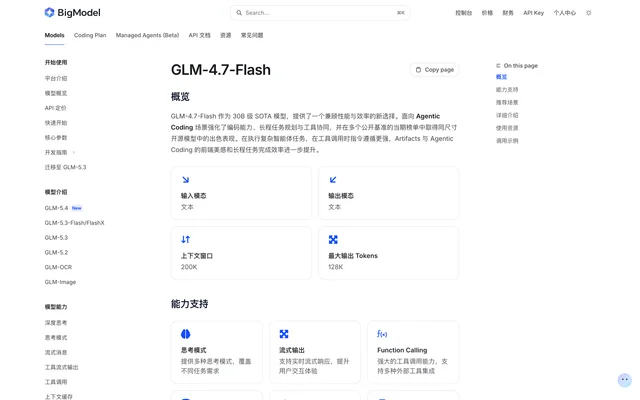 BigModel
Search...
⌘K
控制台
价格
财务
API Key
个人中心
Models
Coding Plan
Managed Agents (Beta)
API 文档
资源
常见问题
开始使用
平台介绍
模型概览
API 定价
快速开始
核心参数
开发指南
迁移至 GLM-5.3
模型介绍
GLM-5.4 New
GLM-5.3-Flash/FlashX
GLM-5.3
GLM-5.2
GLM-OCR
GLM-Image
模型能力
深度思考
思考模式
流式消息
工具流式输出
工具调用
上下文缓存
GLM-4.7-Flash
Copy page
概览
GLM-4.7-Flash 作为 30B 级 SOTA 模型，提供了一个兼顾性能与效率的新选择。面向 Agentic
Coding 场景强化了编码能力、长程任务规划与工具协同，并在多个公开基准的当期榜单中取得同尺寸
开源模型中的出色表现。在执行复杂智能体任务，在工具调用时指令遵循更强，Artifacts 与 Agentic
Coding 的前端美感和长程任务完成效率进一步提升。
输入模态
文本
输出模态
文本
上下文窗口
200K
最大输出 Tokens
128K
能力支持
思考模式
提供多种思考模式，覆盖
不同任务需求
流式输出
支持实时流式响应，提升
用户交互体验
Function Calling
强大的工具调用能力，支
持多种外部工具集成
On this page
概览
能力支持
推荐场景
详细介绍
使用资源
调用示例